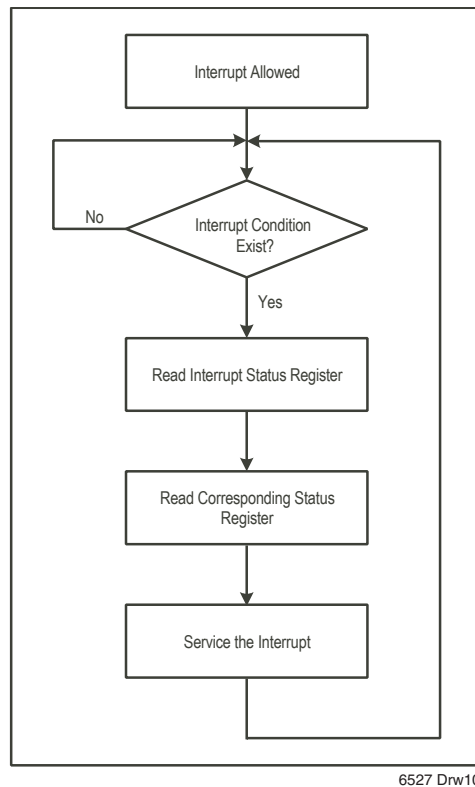 Interrupt Allowed
No
Interrupt Condition
Exist?
Yes
Read Interrupt Status Register
Read Corresponding Status
Register
Service the Interrupt
6527 Drw10